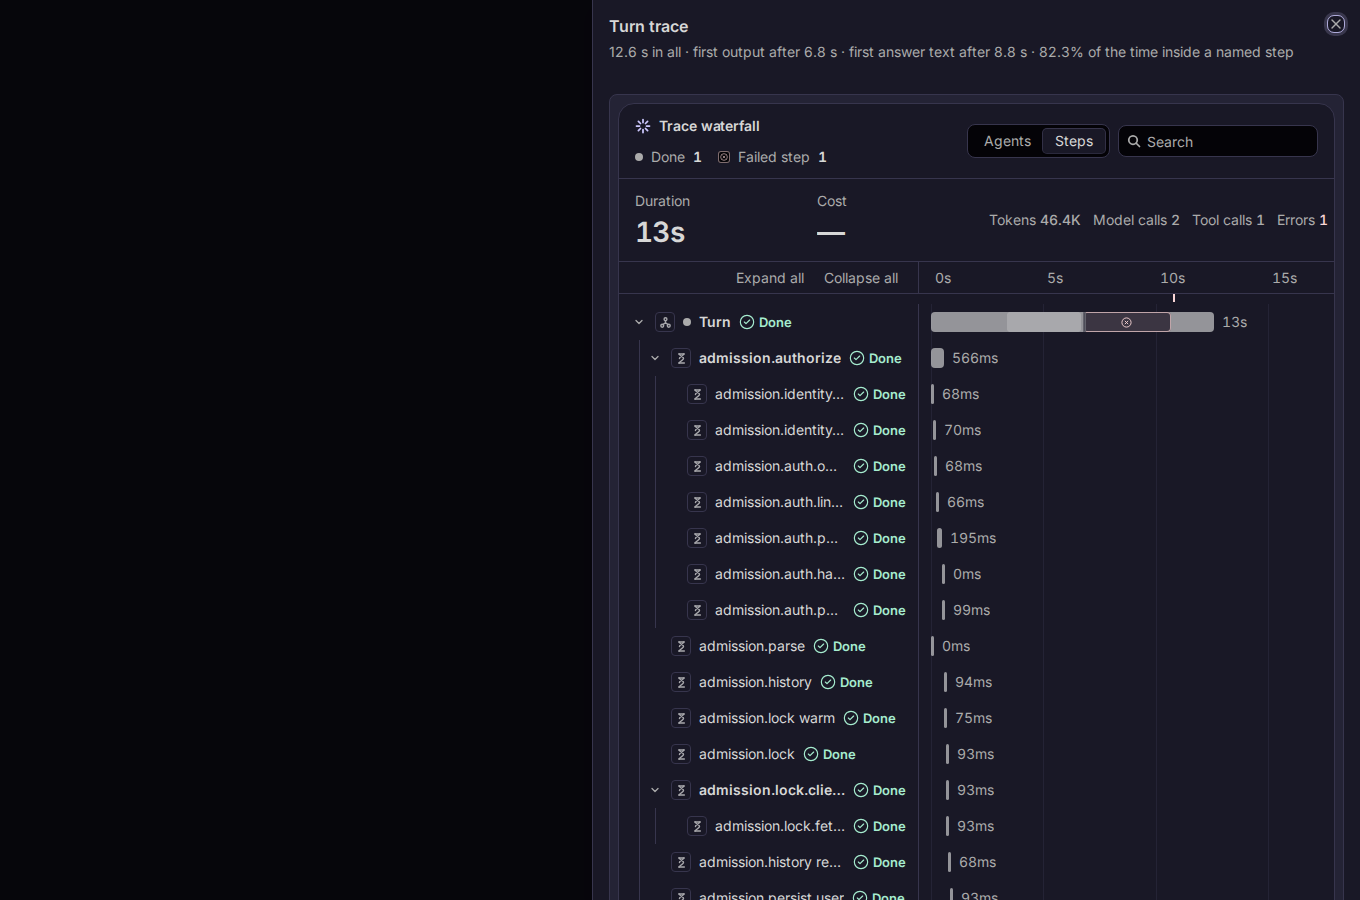 Turn trace
12.6 s in all · first output after 6.8 s · first answer text after 8.8 s · 82.3% of the time inside a named step
Trace waterfall
Done 1 Failed step 1
Agents Steps Search
Duration Cost
13s —
Tokens 46.4K Model calls 2 Tool calls 1 Errors 1
Expand all Collapse all 0s 5s 10s 15s
Turn Done 13s
admission.authorize Done 566ms
admission.identity... Done 68ms
admission.identity... Done 70ms
admission.auth.o... Done 68ms
admission.auth.lin... Done 66ms
admission.auth.p... Done 195ms
admission.auth.ha... Done 0ms
admission.auth.p... Done 99ms
admission.parse Done 0ms
admission.history Done 94ms
admission.lock warm Done 75ms
admission.lock Done 93ms
admission.lock.clie... Done 93ms
admission.lock.fet... Done 93ms
admission.history re... Done 68ms
admission.persist user Done 93ms